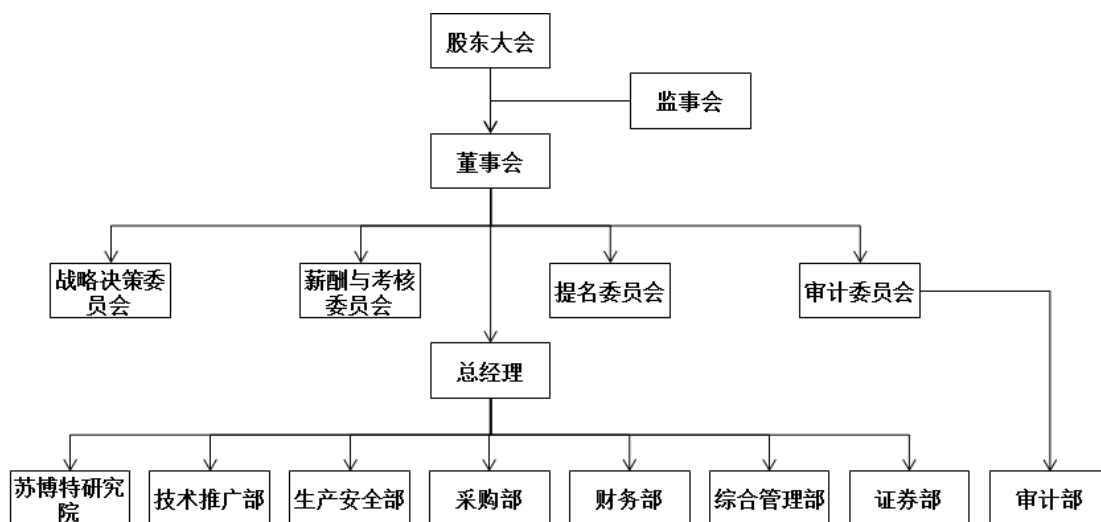 股东大会
监事会
董事会
战略决策委
员会
薪酬与考核
委员会
提名委员会
审计委员会
总经理
苏博特研究
院
技术推广部
生产安全部
采购部
财务部
综合管理部
证券部
审计部